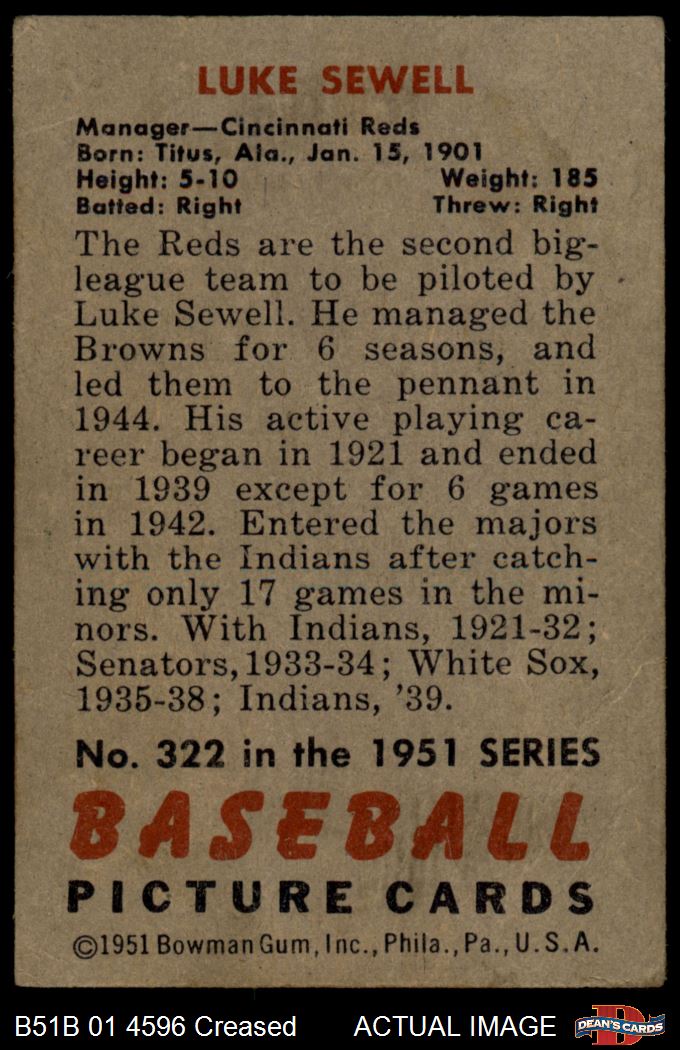 LUKE SEWELL
Manager—Cincinnati Reds
Born: Titus, Ala., Jan. 15, 1901
Height: 5-10 Weight: 185
Batted: Right Threw: Right
The Reds are the second big-
league team to be piloted by
Luke Sewell. He managed the
Browns for 6 seasons, and
led them to the pennant in
1944. His active playing ca-
reer began in 1921 and ended
in 1939 except for 6 games
in 1942. Entered the majors
with the Indians after catch-
ing only 17 games in the mi-
nors. With Indians, 1921-32;
Senators, 1933-34; White Sox,
1935-38; Indians, '39.
No. 322 in the 1951 SERIES
BASEBALL
PICTURE CARDS
©1951 Bowman Gum, Inc., Phila., Pa., U.S.A.
B51B 01 4596 Creased ACTUAL IMAGE
D
DEAN'S CARDS